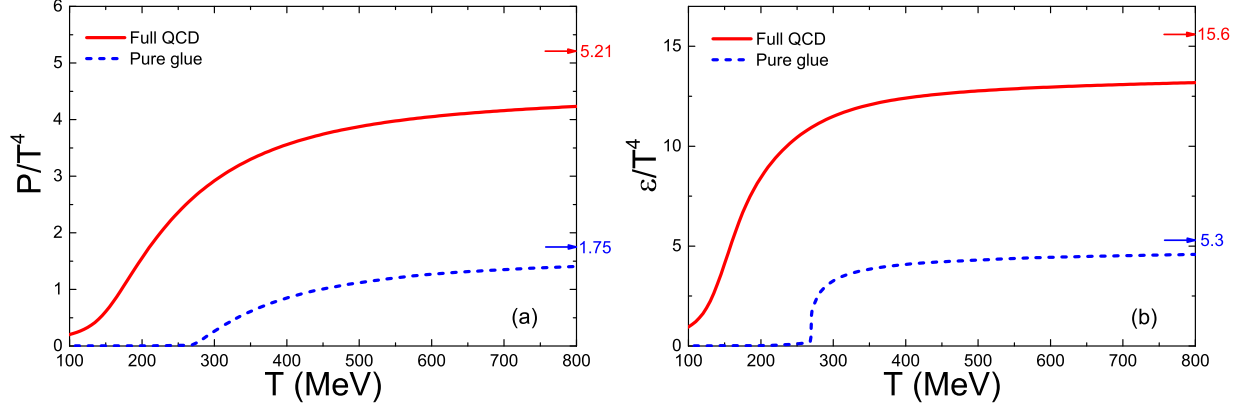 6
5
4
3
2
1
0
P/T⁴
Full QCD
Pure glue
5.21
1.75
(a)
100 200 300 400 500 600 700 800
T (MeV)
15
10
5
0
ε/T⁴
Full QCD
Pure glue
15.6
5.3
(b)
100 200 300 400 500 600 700 800
T (MeV)